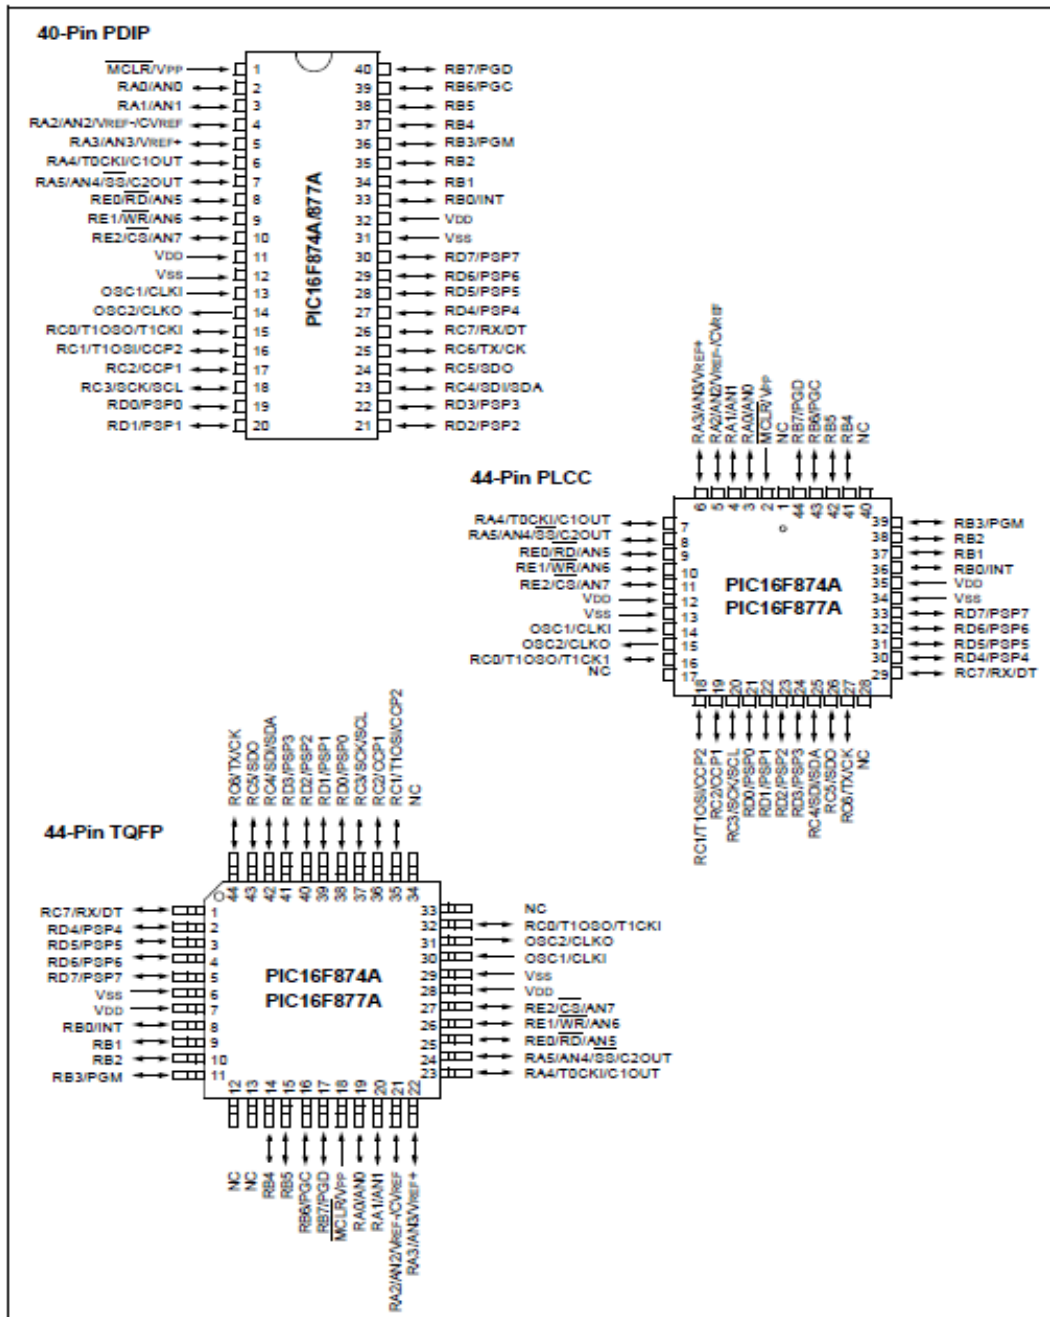 40-Pin PDIP
MCLR/VPP 1 40 RB7/PGD
RA0/AN0 2 39 RB6/PGC
RA1/AN1 3 38 RB5
RA2/AN2/VREF-/CVREF 4 37 RB4
RA3/AN3/VREF+ 5 36 RB3/PGM
RA4/T0CKI/C1OUT 6 35 RB2
RA5/AN4/SS/C2OUT 7 34 RB1
RE0/RD/AN5 8 33 RB0/INT
RE1/WR/AN6 9 32 VDD
RE2/CS/AN7 10 31 VSS
VDD 11 30 RD7/PSP7
VSS 12 29 RD6/PSP6
OSC1/CLKI 13 28 RD5/PSP5
OSC2/CLKO 14 27 RD4/PSP4
RC0/T1OSO/T1CKI 15 26 RC7/RX/DT
RC1/T1OSI/CCP2 16 25 RC6/TX/CK
RC2/CCP1 17 24 RC5/SDO
RC3/SCK/SCL 18 23 RC4/SDI/SDA
RD0/PSP0 19 22 RD3/PSP3
RD1/PSP1 20 21 RD2/PSP2
PIC16F874A/877A
44-Pin PLCC
RA3/AN3/VREF+ 6
RA2/AN2/VREF-/CVREF 5
RA1/AN1 4
RA0/AN0 3
MCLR/VPP 2
NC 1
RB7/PGD 44
RB6/PGC 43
RB5 42
RB4 41
NC 40
RA4/T0CKI/C1OUT 7 39 RB3/PGM
RA5/AN4/SS/C2OUT 8 38 RB2
RE0/RD/AN5 9 37 RB1
RE1/WR/AN6 10 36 RB0/INT
RE2/CS/AN7 11 35 VDD
VDD 12 34 VSS
VSS 13 33 RD7/PSP7
OSC1/CLKI 14 32 RD6/PSP6
OSC2/CLKO 15 31 RD5/PSP5
RC0/T1OSO/T1CK1 16 30 RD4/PSP4
NC 17 29 RC7/RX/DT
PIC16F874A
PIC16F877A
18 RC1/T1OSI/CCP2
19 RC2/CCP1
20 RC3/SCK/SCL
21 RD0/PSP0
22 RD1/PSP1
23 RD2/PSP2
24 RD3/PSP3
25 RC4/SDI/SDA
26 RC5/SDO
27 RC6/TX/CK
28 NC
44-Pin TQFP
RC6/TX/CK 44
RC5/SDO 43
RC4/SDI/SDA 42
RD3/PSP3 41
RD2/PSP2 40
RD1/PSP1 39
RD0/PSP0 38
RC3/SCK/SCL 37
RC2/CCP1 36
RC1/T1OSI/CCP2 35
NC 34
RC7/RX/DT 1 33 NC
RD4/PSP4 2 32 RC0/T1OSO/T1CKI
RD5/PSP5 3 31 OSC2/CLKO
RD6/PSP6 4 30 OSC1/CLKI
RD7/PSP7 5 29 VSS
VSS 6 28 VDD
VDD 7 27 RE2/CS/AN7
RB0/INT 8 26 RE1/WR/AN6
RB1 9 25 RE0/RD/AN5
RB2 10 24 RA5/AN4/SS/C2OUT
RB3/PGM 11 23 RA4/T0CKI/C1OUT
PIC16F874A
PIC16F877A
12 NC
13 NC
14 RB4
15 RB5
16 RB6/PGC
17 RB7/PGD
18 MCLR/VPP
19 RA0/AN0
20 RA1/AN1
21 RA2/AN2/VREF-/CVREF
22 RA3/AN3/VREF+